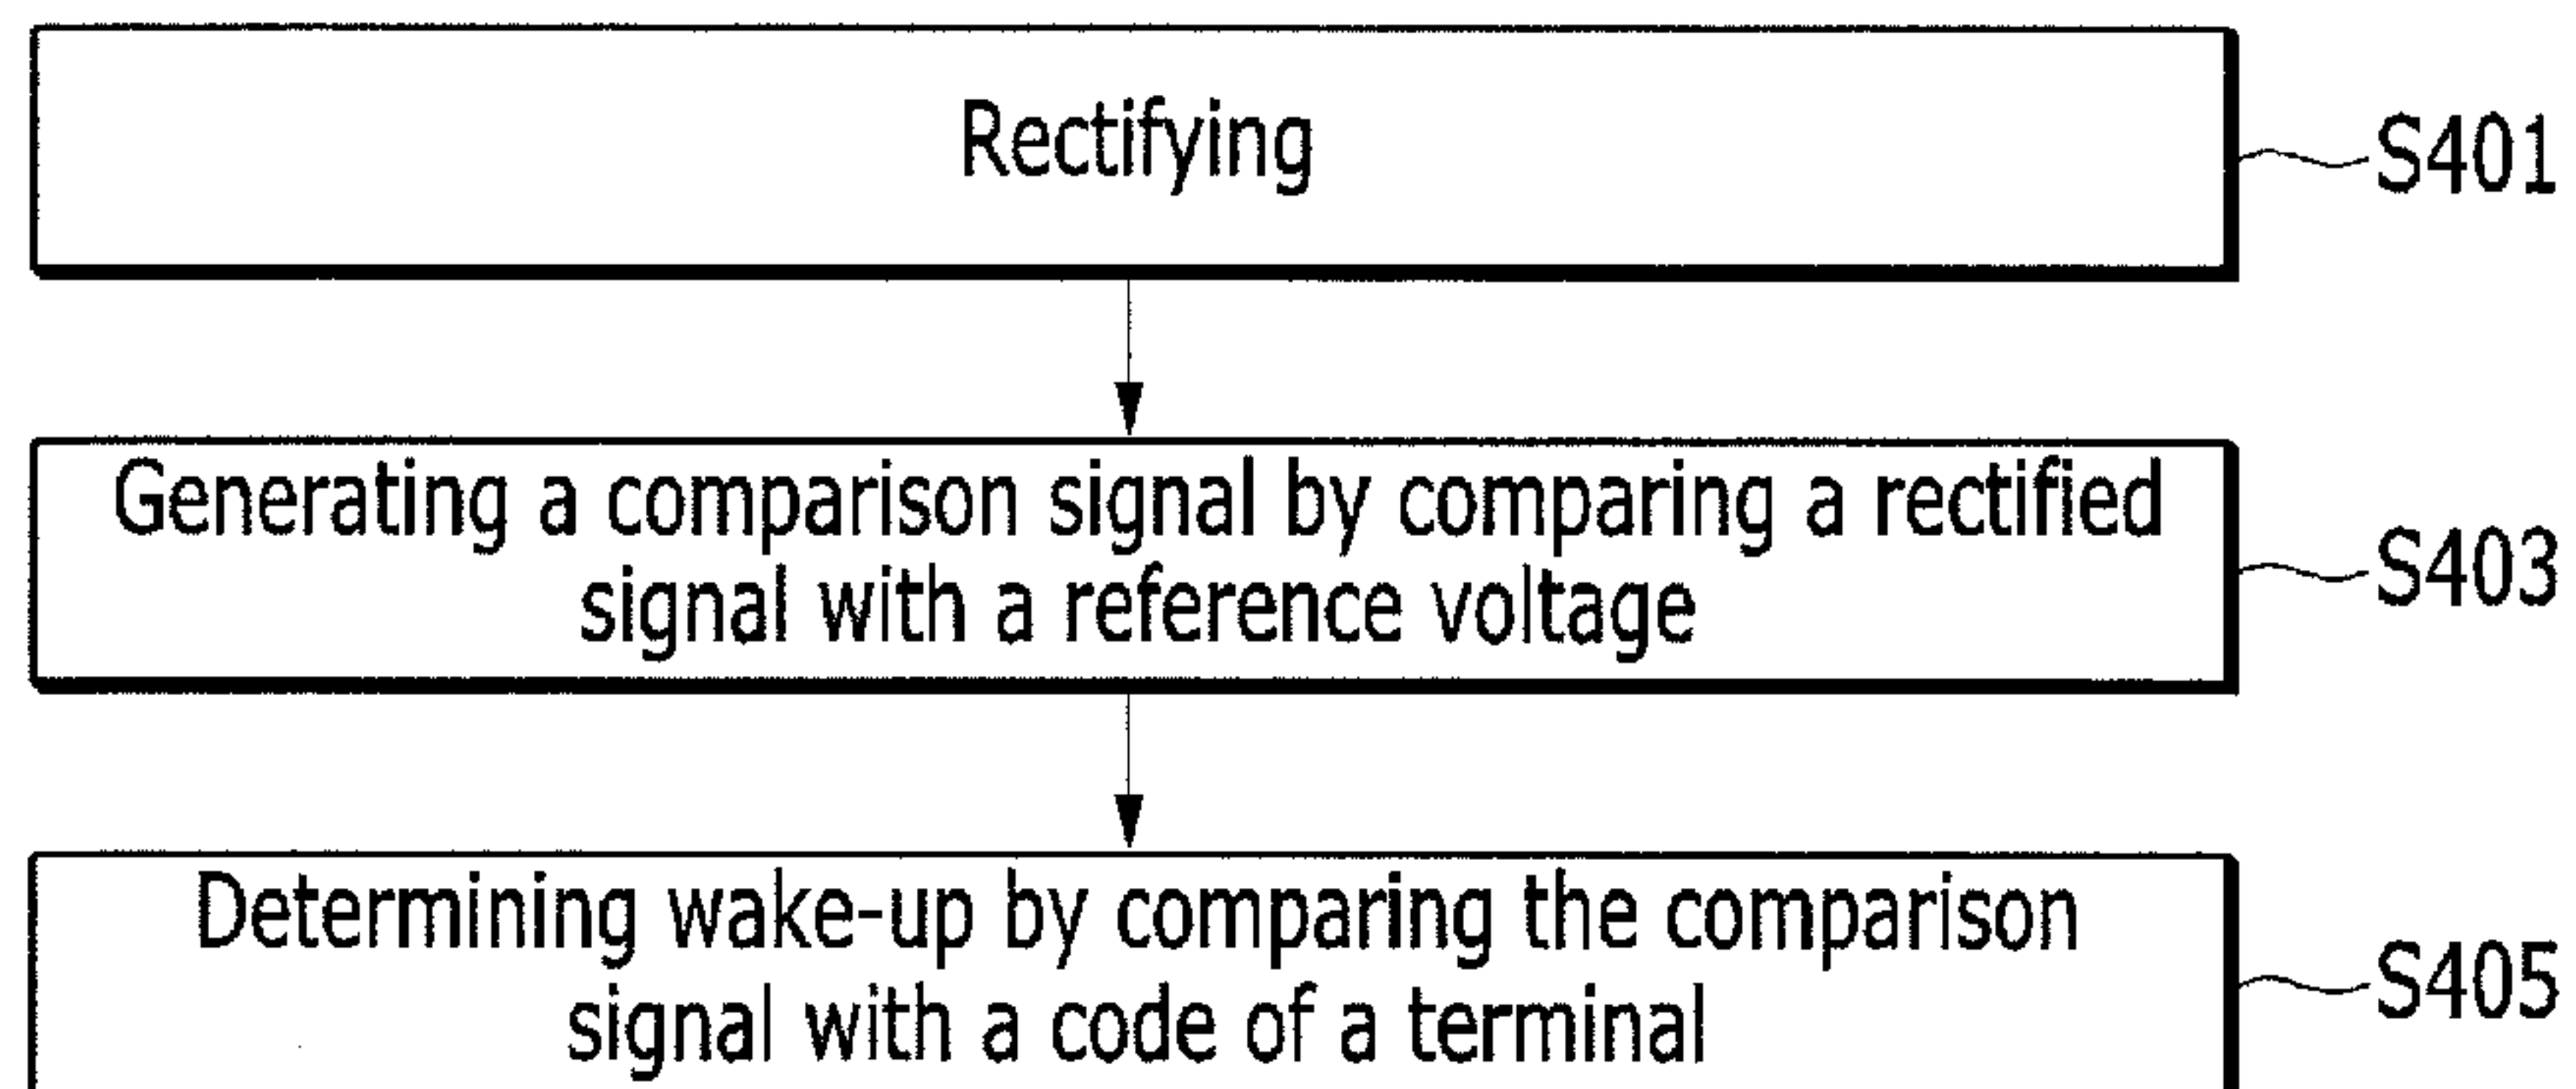 Rectifying
S401
Generating a comparison signal by comparing a rectified
signal with a reference voltage
S403
Determining wake-up by comparing the comparison
signal with a code of a terminal
S405